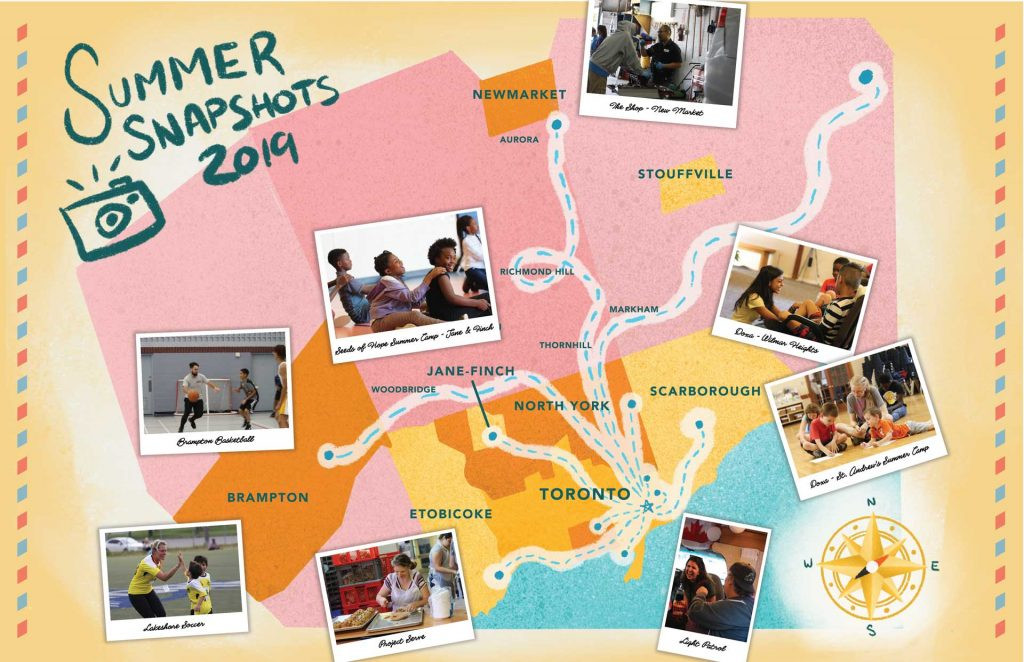 SUMMER
SNAPSHOTS
2019
The Shop - New Market
NEWMARKET
AURORA
STOUFFVILLE
RICHMOND HILL
MARKHAM
THORNHILL
Seeds of Hope Summer Camp - Jane & Finch
Doxa - Wilmar Heights
JANE-FINCH
WOODBRIDGE
NORTH YORK
SCARBOROUGH
Brampton Basketball
Doxa - St. Andrew's Summer Camp
BRAMPTON
TORONTO
ETOBICOKE
N
W
E
S
Lakeshore Soccer
Project Serve
Light Patrol